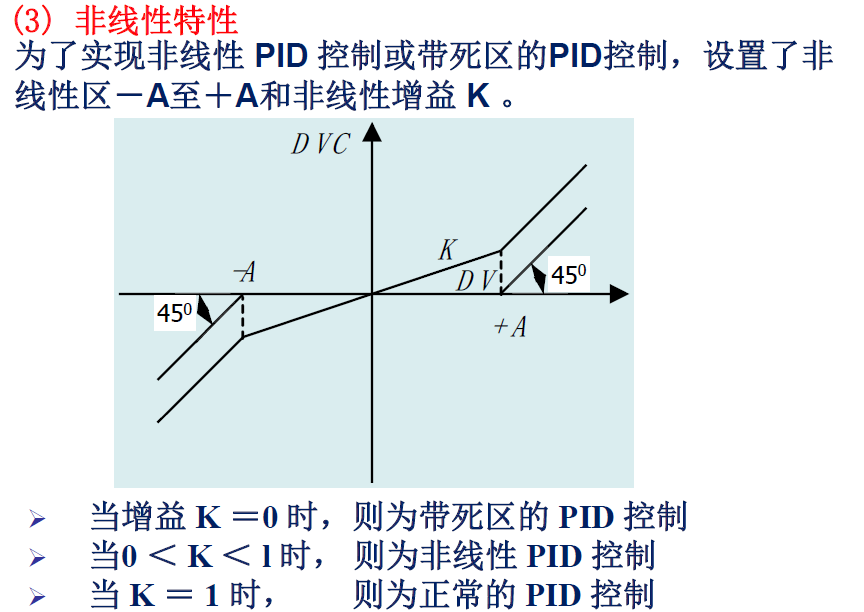 (3) 非线性特性
为了实现非线性 PID 控制或带死区的PID控制，设置了非
线性区－A至＋A和非线性增益 K 。
DVC
K
-A
DV
45⁰
45⁰
+A
➢ 当增益 K ＝0 时，则为带死区的 PID 控制
➢ 当0 ＜ K ＜ l 时， 则为非线性 PID 控制
➢ 当 K ＝ 1 时， 则为正常的 PID 控制